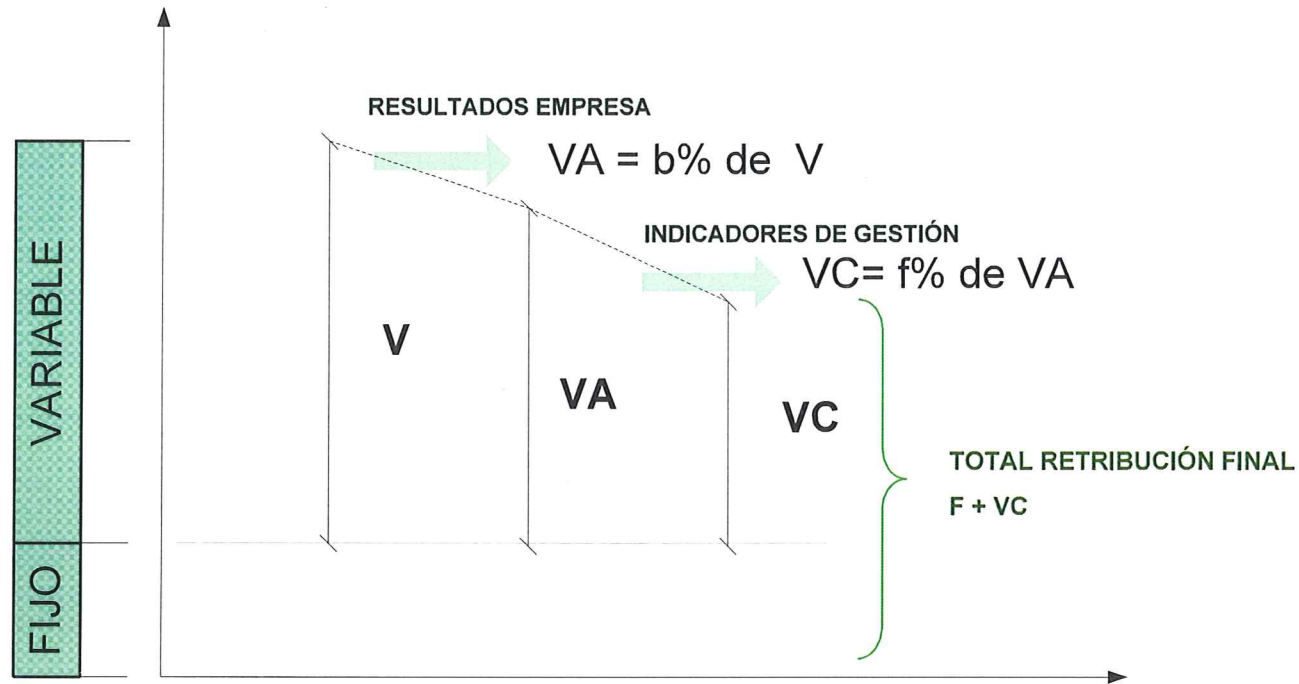 RESULTADOS EMPRESA
VA = b% de V
INDICADORES DE GESTIÓN
VC= f% de VA
VARIABLE
V
VA
VC
TOTAL RETRIBUCIÓN FINAL
F + VC
FIJO